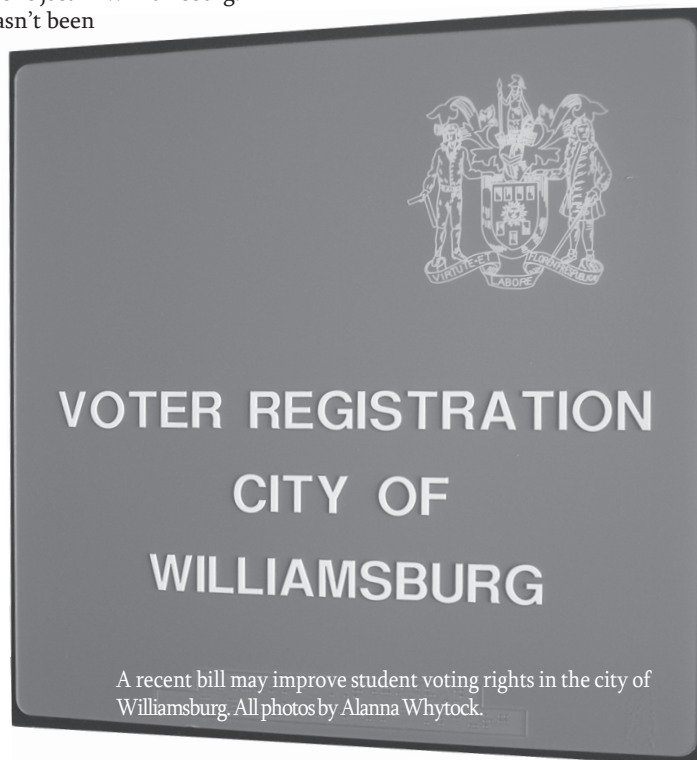 asn't been
VIRTUTE·ET
LABORE
VOTER REGISTRATION
CITY OF
WILLIAMSBURG
A recent bill may improve student voting rights in the city of
Williamsburg. All photos by Alanna Whytock.